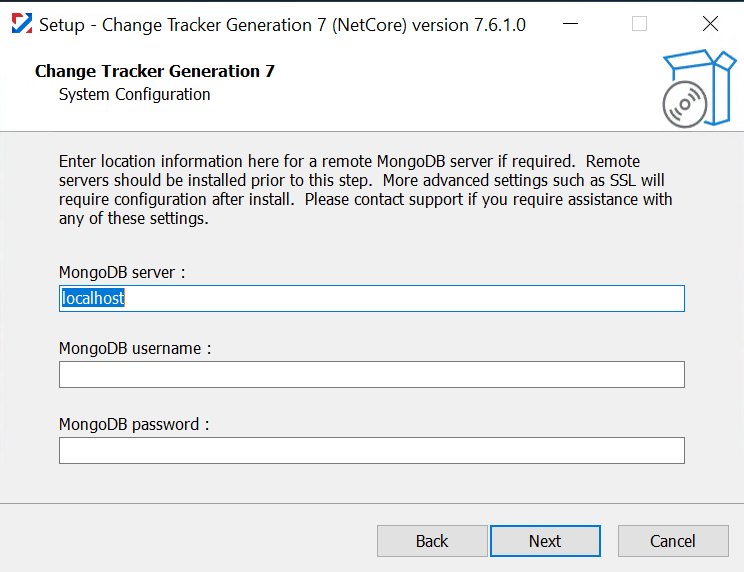 Setup - Change Tracker Generation 7 (NetCore) version 7.6.1.0
Change Tracker Generation 7
System Configuration
Enter location information here for a remote MongoDB server if required.  Remote
servers should be installed prior to this step.  More advanced settings such as SSL will
require configuration after install.  Please contact support if you require assistance with
any of these settings.
MongoDB server :
localhost
MongoDB username :
MongoDB password :
Back
Next
Cancel